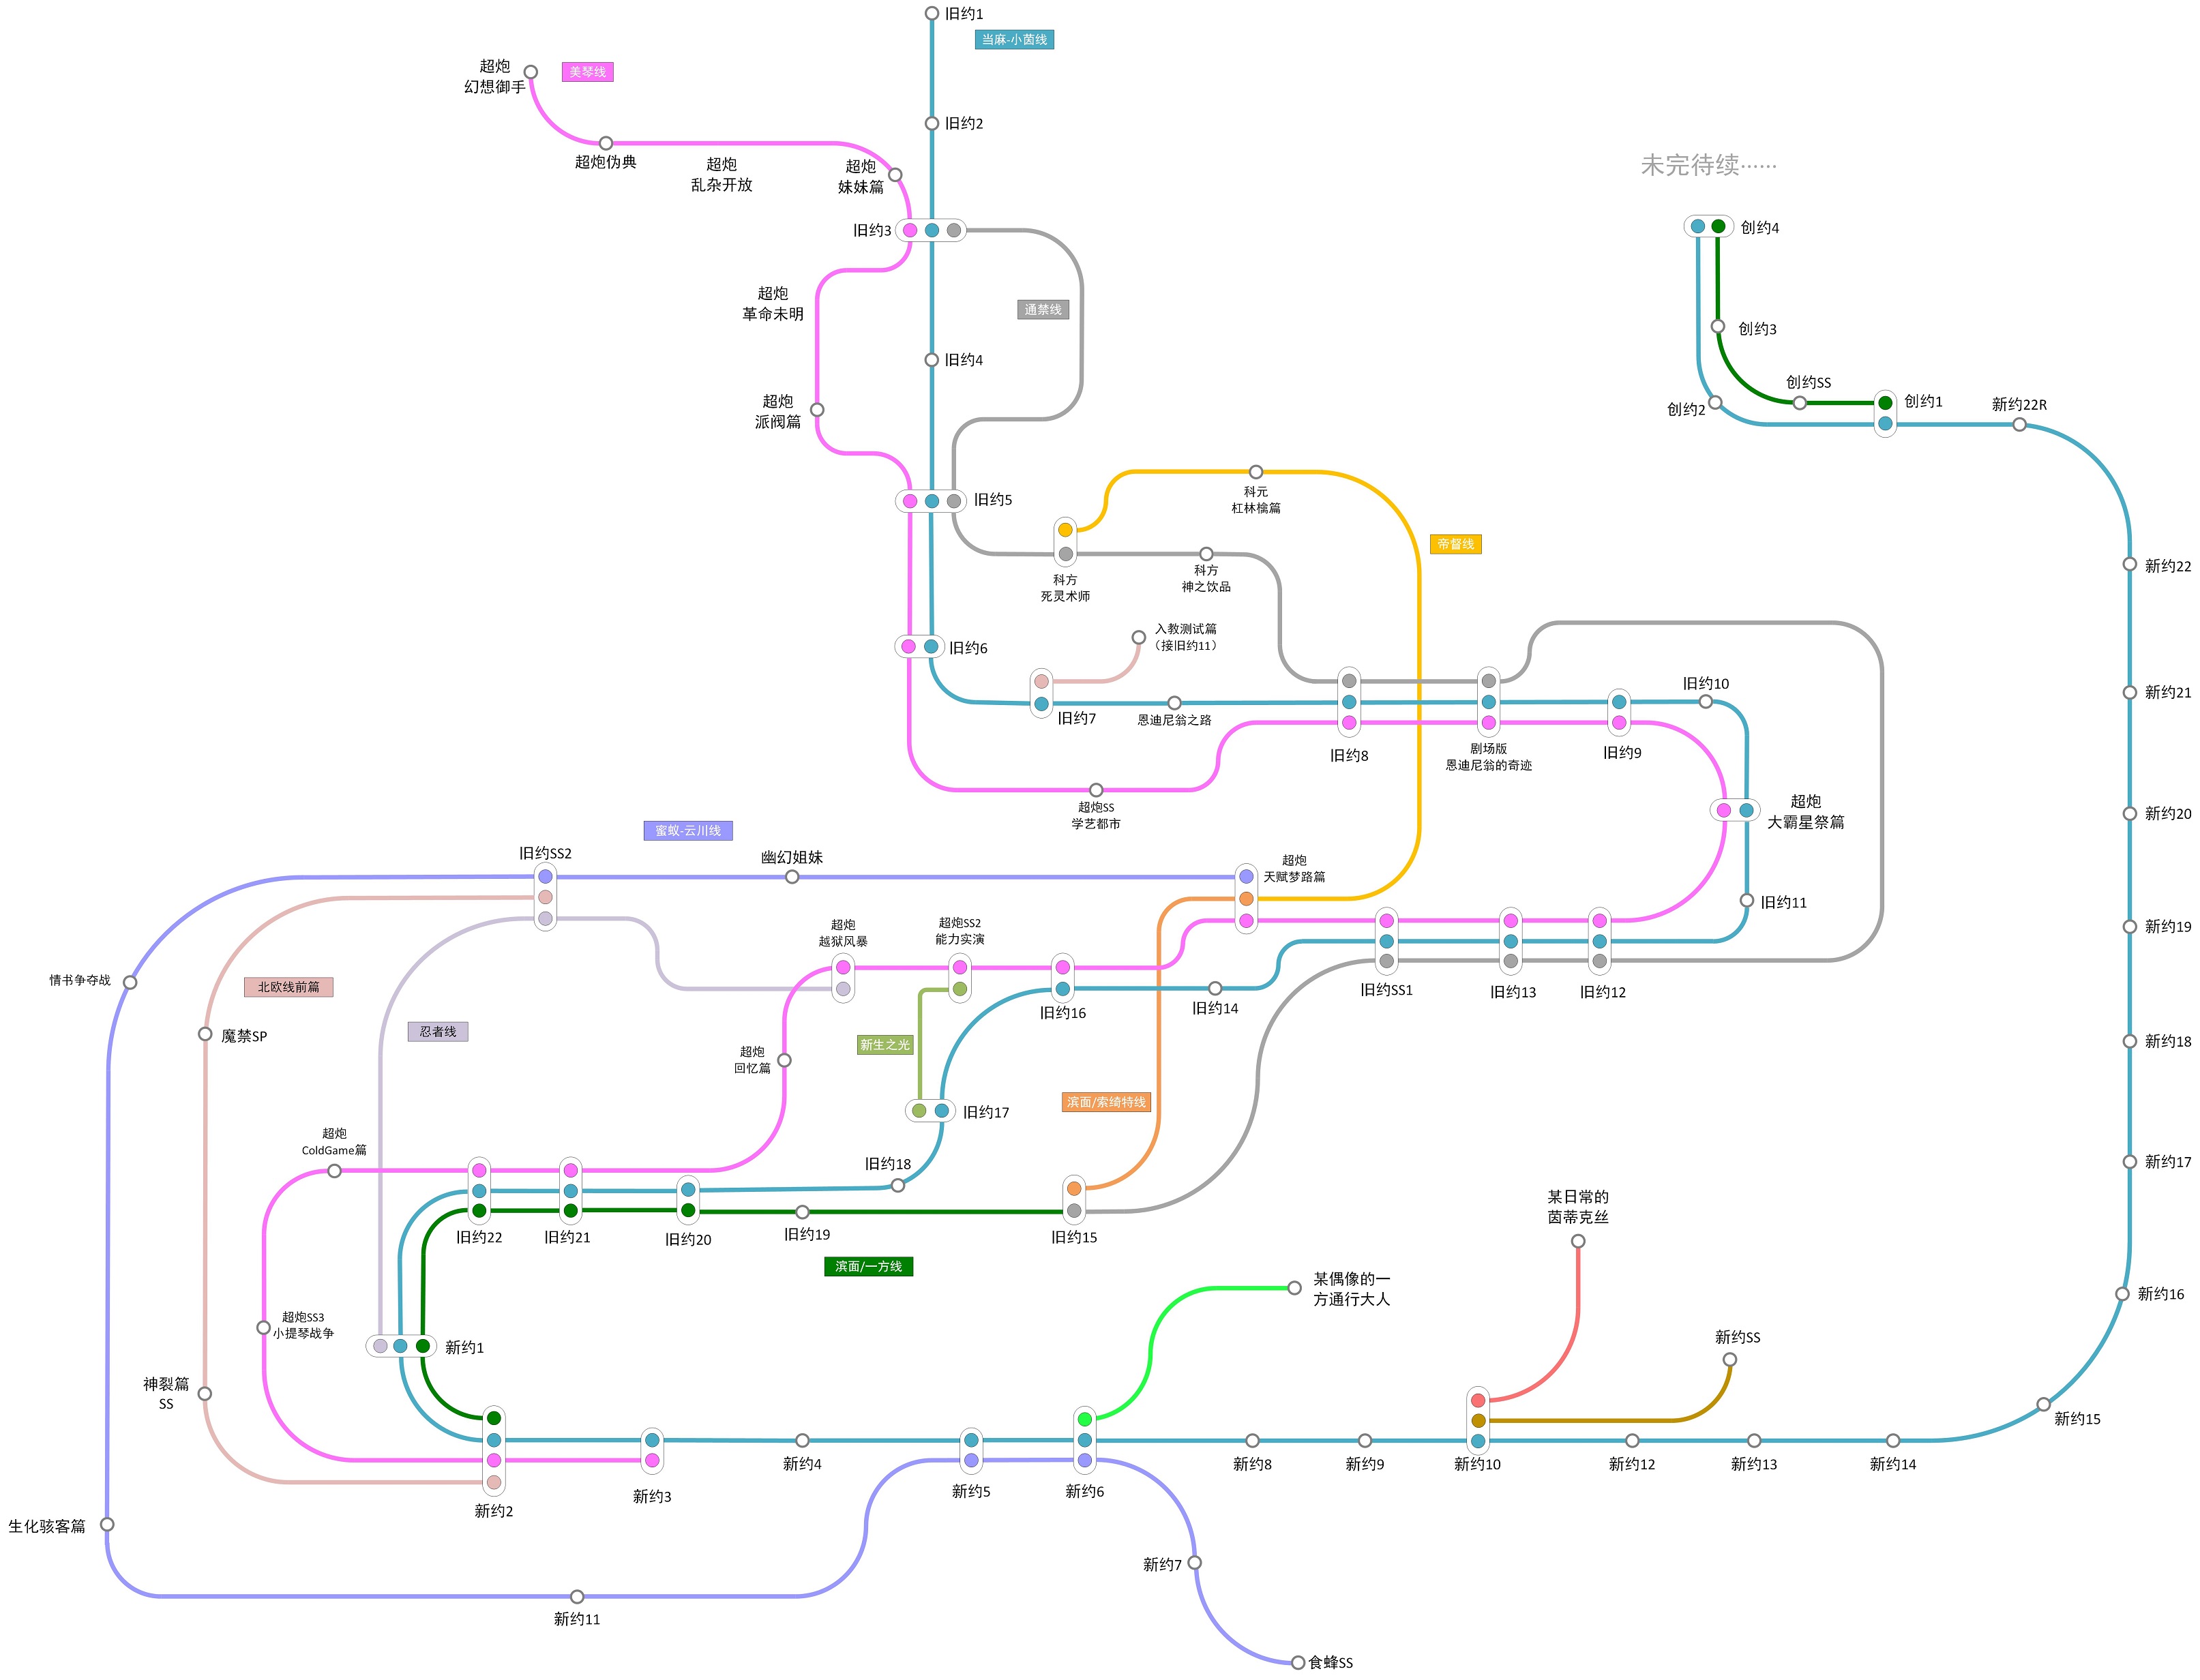 旧约1
当麻-小茵线
超炮
幻想御手
美琴线
旧约2
超炮伪典
超炮
乱杂开放
超炮
妹妹篇
未完待续……
旧约3
创约4
超炮
革命未明
通禁线
创约3
旧约4
超炮
派阀篇
创约SS
创约2
创约1
新约22R
旧约5
科元
杠林檎篇
帝督线
科方
死灵术师
科方
神之饮品
新约22
入教测试篇
（接旧约11）
旧约6
旧约7
恩迪尼翁之路
旧约8
剧场版
恩迪尼翁的奇迹
旧约9
旧约10
新约21
超炮SS
学艺都市
超炮
大霸星祭篇
新约20
蜜蚁-云川线
旧约SS2
幽幻姐妹
超炮
天赋梦路篇
旧约11
新约19
超炮
越狱风暴
超炮SS2
能力实演
情书争夺战
北欧线前篇
旧约16
旧约14
旧约SS1
旧约13
旧约12
魔禁SP
忍者线
新生之光
超炮
回忆篇
新约18
滨面/索绮特线
旧约17
超炮
ColdGame篇
旧约18
新约17
旧约22
旧约21
旧约20
旧约19
旧约15
滨面/一方线
某日常的
茵蒂克丝
某偶像的一
方通行大人
新约16
超炮SS3
小提琴战争
新约1
新约SS
神裂篇
SS
新约15
新约2
新约3
新约4
新约5
新约6
新约8
新约9
新约10
新约12
新约13
新约14
生化骇客篇
新约7
新约11
食蜂SS